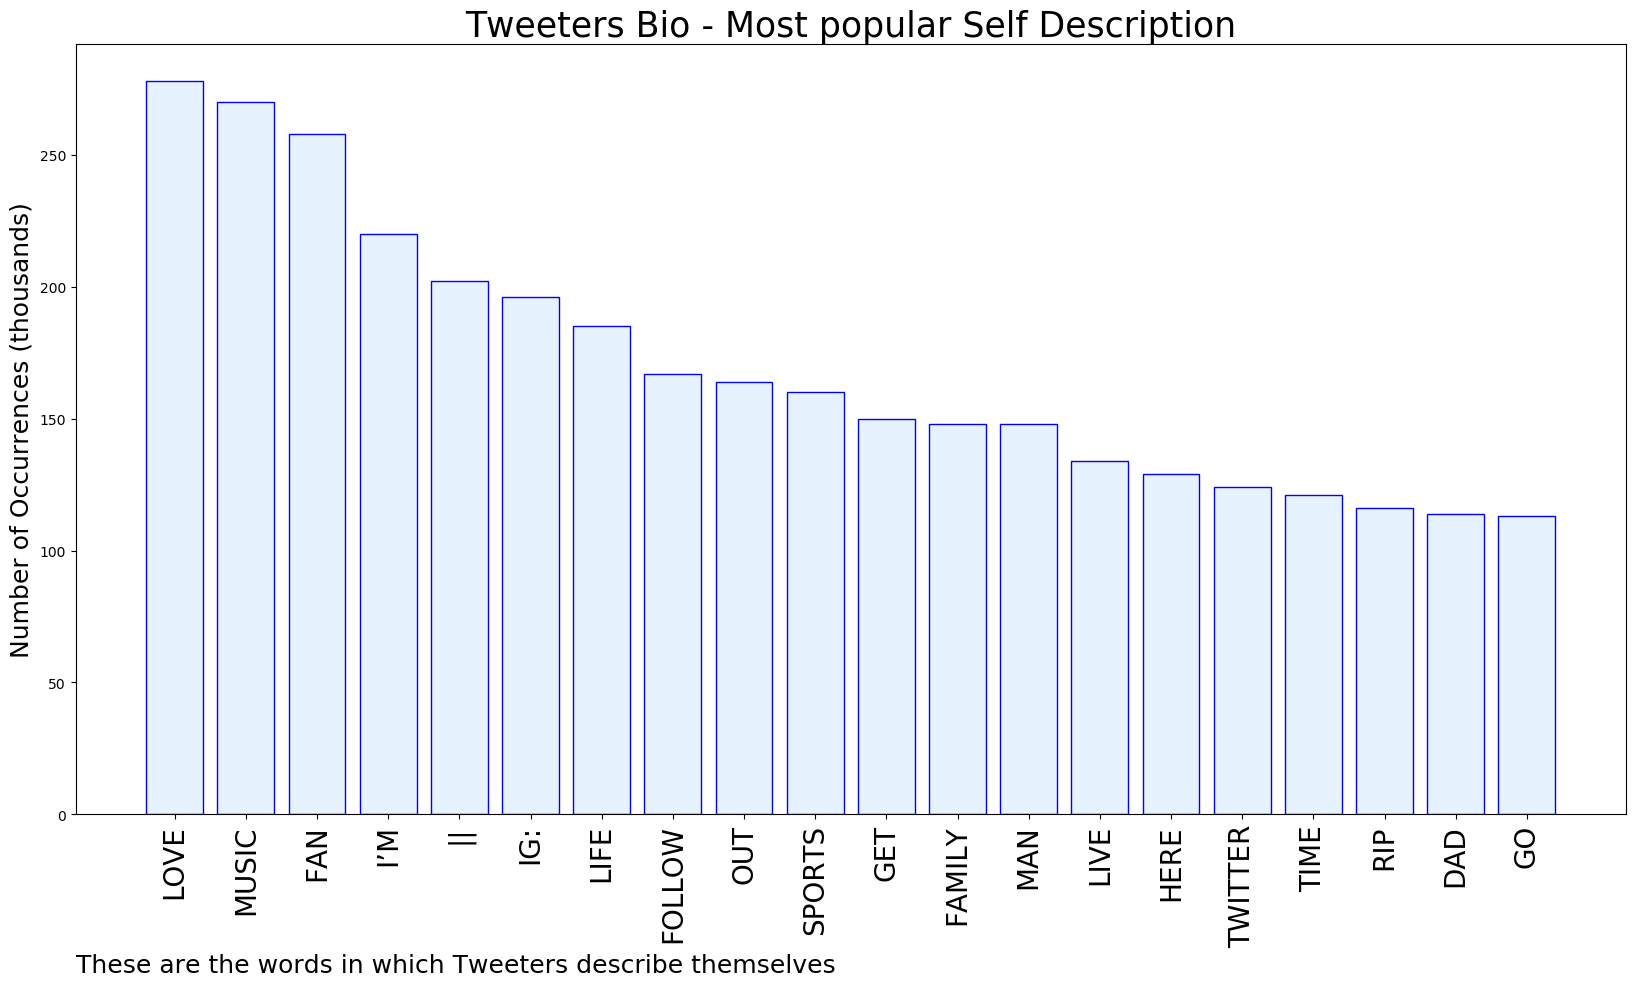 Tweeters Bio - Most popular Self Description
Number of Occurrences (thousands)
250
200
150
100
50
0
LOVE
MUSIC
FAN
I’M
||
IG:
LIFE
FOLLOW
OUT
SPORTS
GET
FAMILY
MAN
LIVE
HERE
TWITTER
TIME
RIP
DAD
GO
These are the words in which Tweeters describe themselves